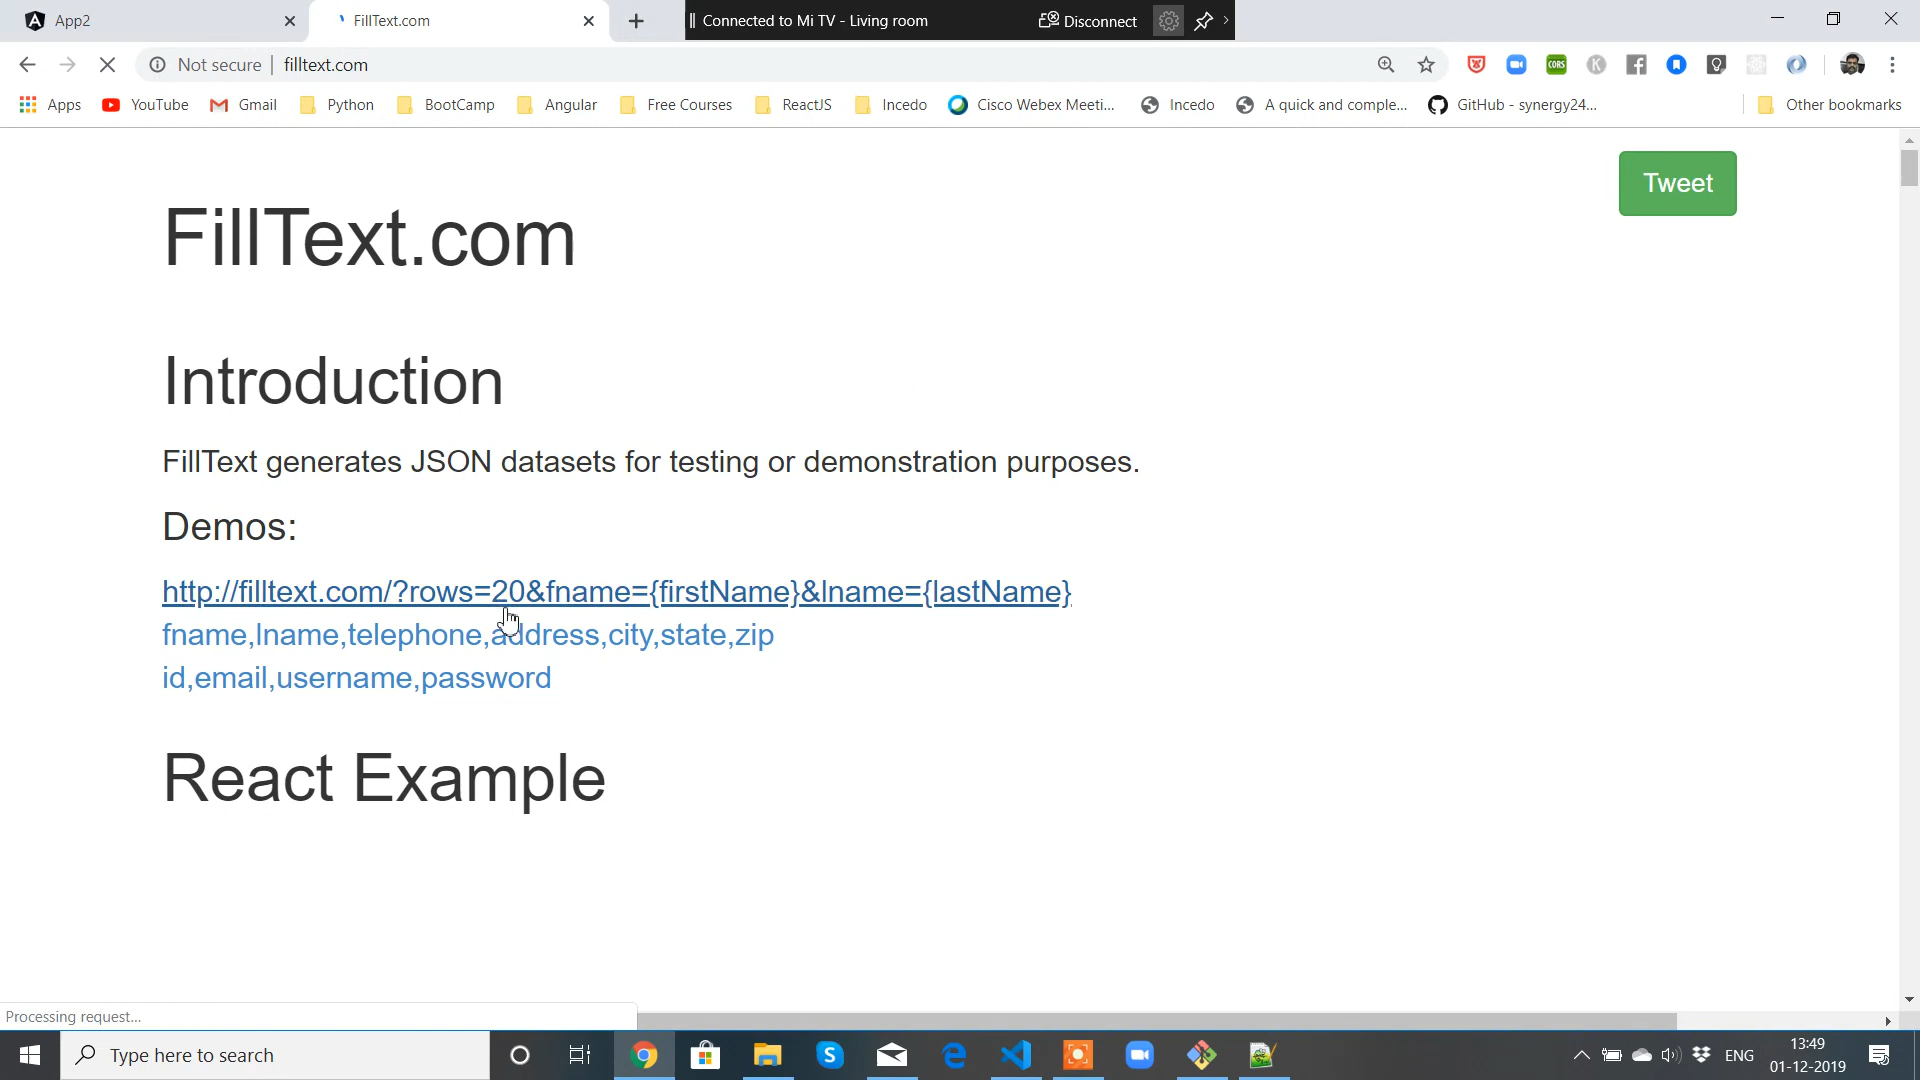 App2
FillText.com
Connected to Mi TV - Living room
Disconnect
Not secure
filltext.com
CORS
K
Apps
YouTube
Gmail
Python
BootCamp
Angular
Free Courses
ReactJS
Incedo
Cisco Webex Meeti...
Incedo
A quick and comple...
GitHub - synergy24...
Other bookmarks
Tweet
FillText.com
Introduction
FillText generates JSON datasets for testing or demonstration purposes.
Demos:
http://filltext.com/?rows=20&fname={firstName}&lname={lastName}
fname,lname,telephone,address,city,state,zip
id,email,username,password
React Example
Processing request...
Type here to search
ENG
13:49
01-12-2019